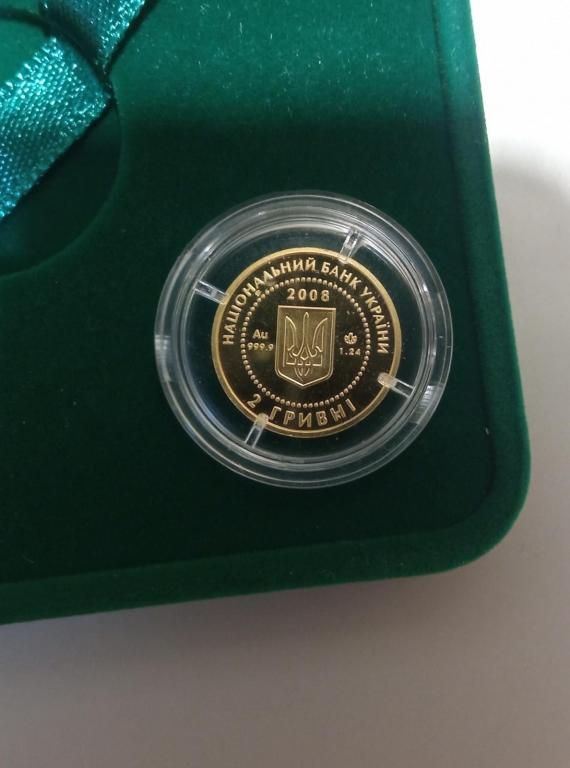 НАЦІОНАЛЬНИЙ БАНК УКРАЇНИ
2008
Au
999.9
1.24
2 ГРИВНІ